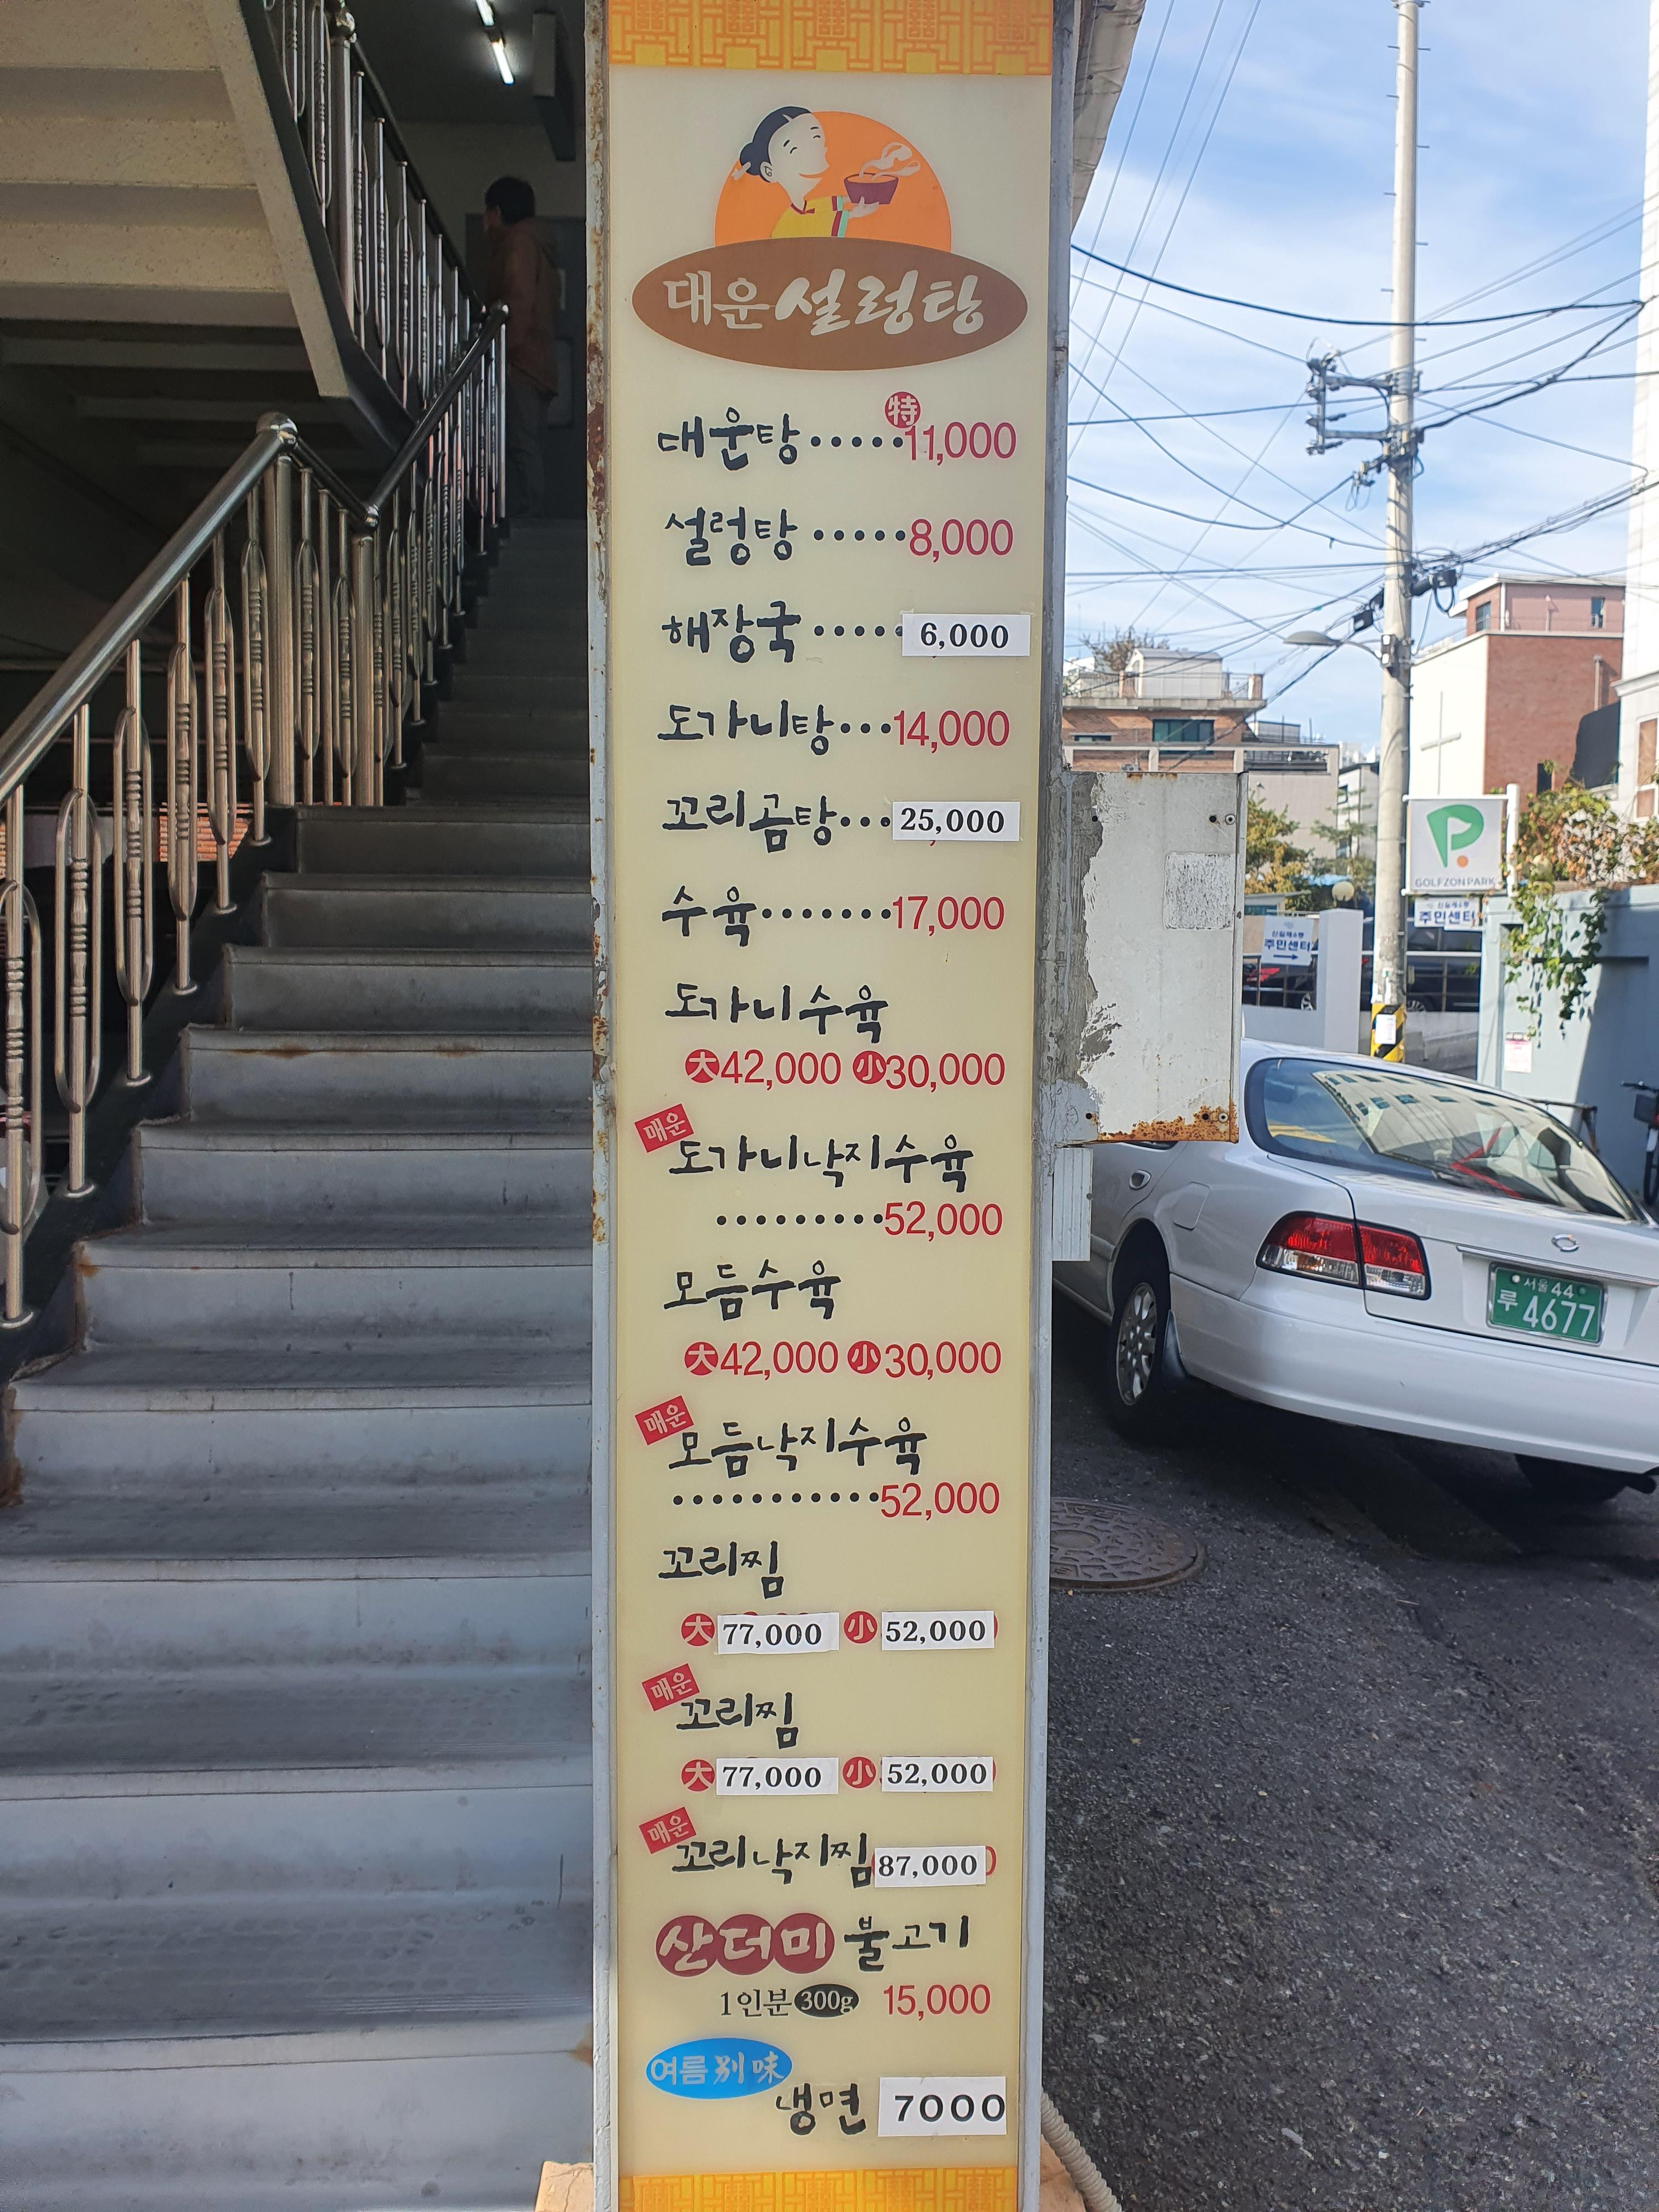 대운설렁탕
特
대운탕·····11,000
설렁탕·····8,000
해장국·····6,000
도가니탕···14,000
꼬리곰탕···25,000
수육·······17,000
도가니수육
大42,000 小30,000
매운
도가니낙지수육
·········52,000
모듬수육
大42,000 小30,000
매운
모듬낙지수육
···········52,000
꼬리찜
大 77,000 小 52,000
매운
꼬리찜
大 77,000 小 52,000
매운
꼬리낙지찜 87,000
산더미 불고기
1인분 300g 15,000
여름 別味
냉면 7000
P
GOLFZON PARK
주민센터
주민센터
→
서울 44
루 4677